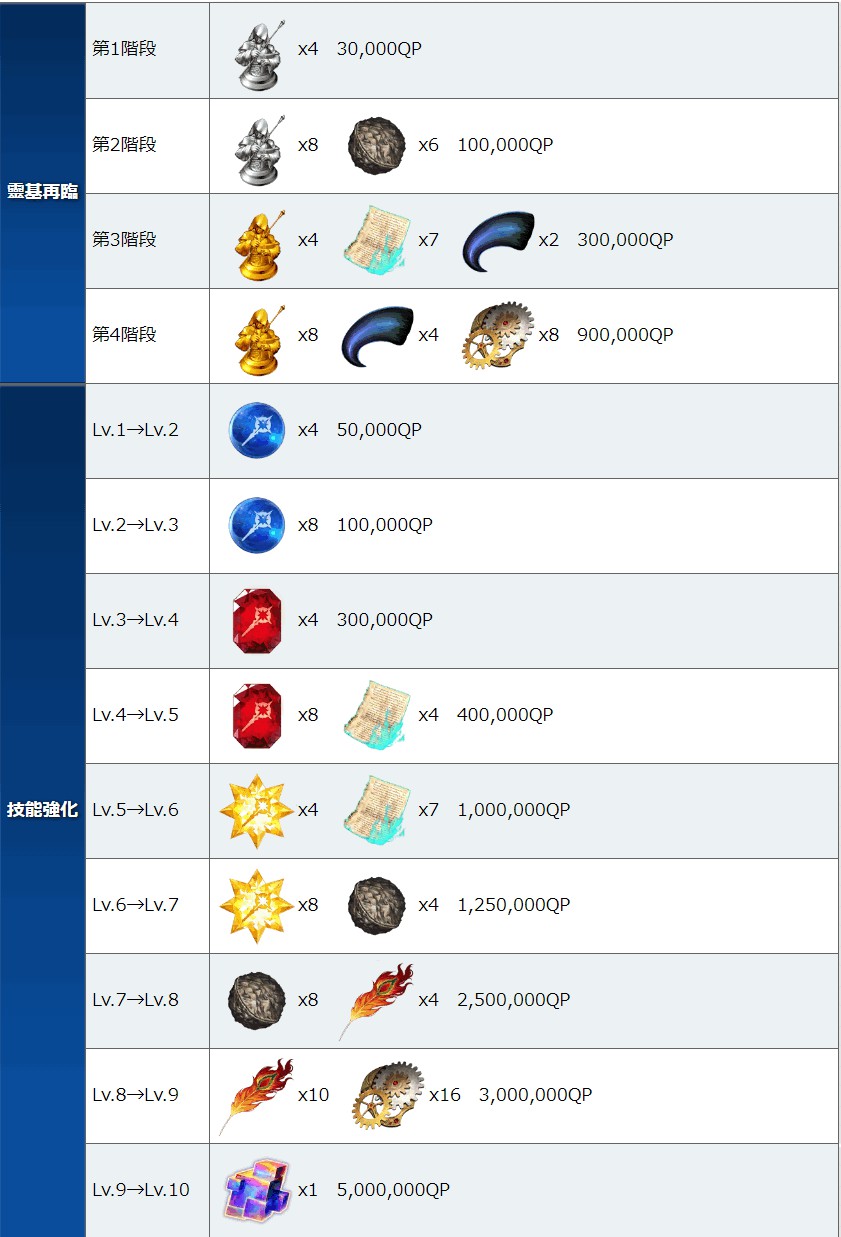 靈基再臨
第1階段 x4 30,000QP
第2階段 x8 x6 100,000QP
第3階段 x4 x7 x2 300,000QP
第4階段 x8 x4 x8 900,000QP
技能強化
Lv.1→Lv.2 x4 50,000QP
Lv.2→Lv.3 x8 100,000QP
Lv.3→Lv.4 x4 300,000QP
Lv.4→Lv.5 x8 x4 400,000QP
Lv.5→Lv.6 x4 x7 1,000,000QP
Lv.6→Lv.7 x8 x4 1,250,000QP
Lv.7→Lv.8 x8 x4 2,500,000QP
Lv.8→Lv.9 x10 x16 3,000,000QP
Lv.9→Lv.10 x1 5,000,000QP